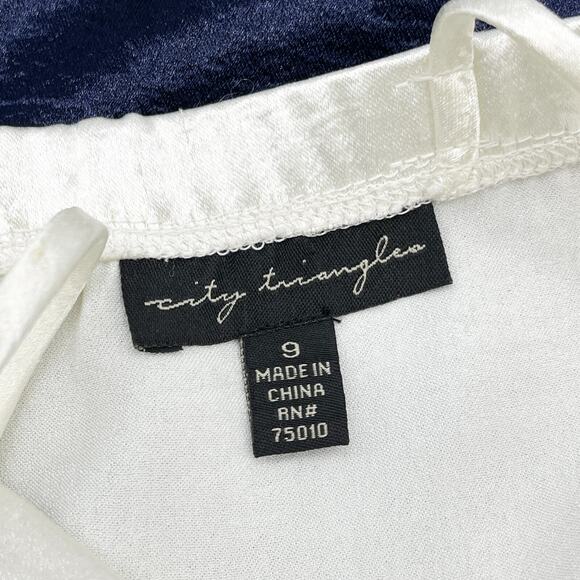 city triangles
9
MADE IN
CHINA
RN#
75010